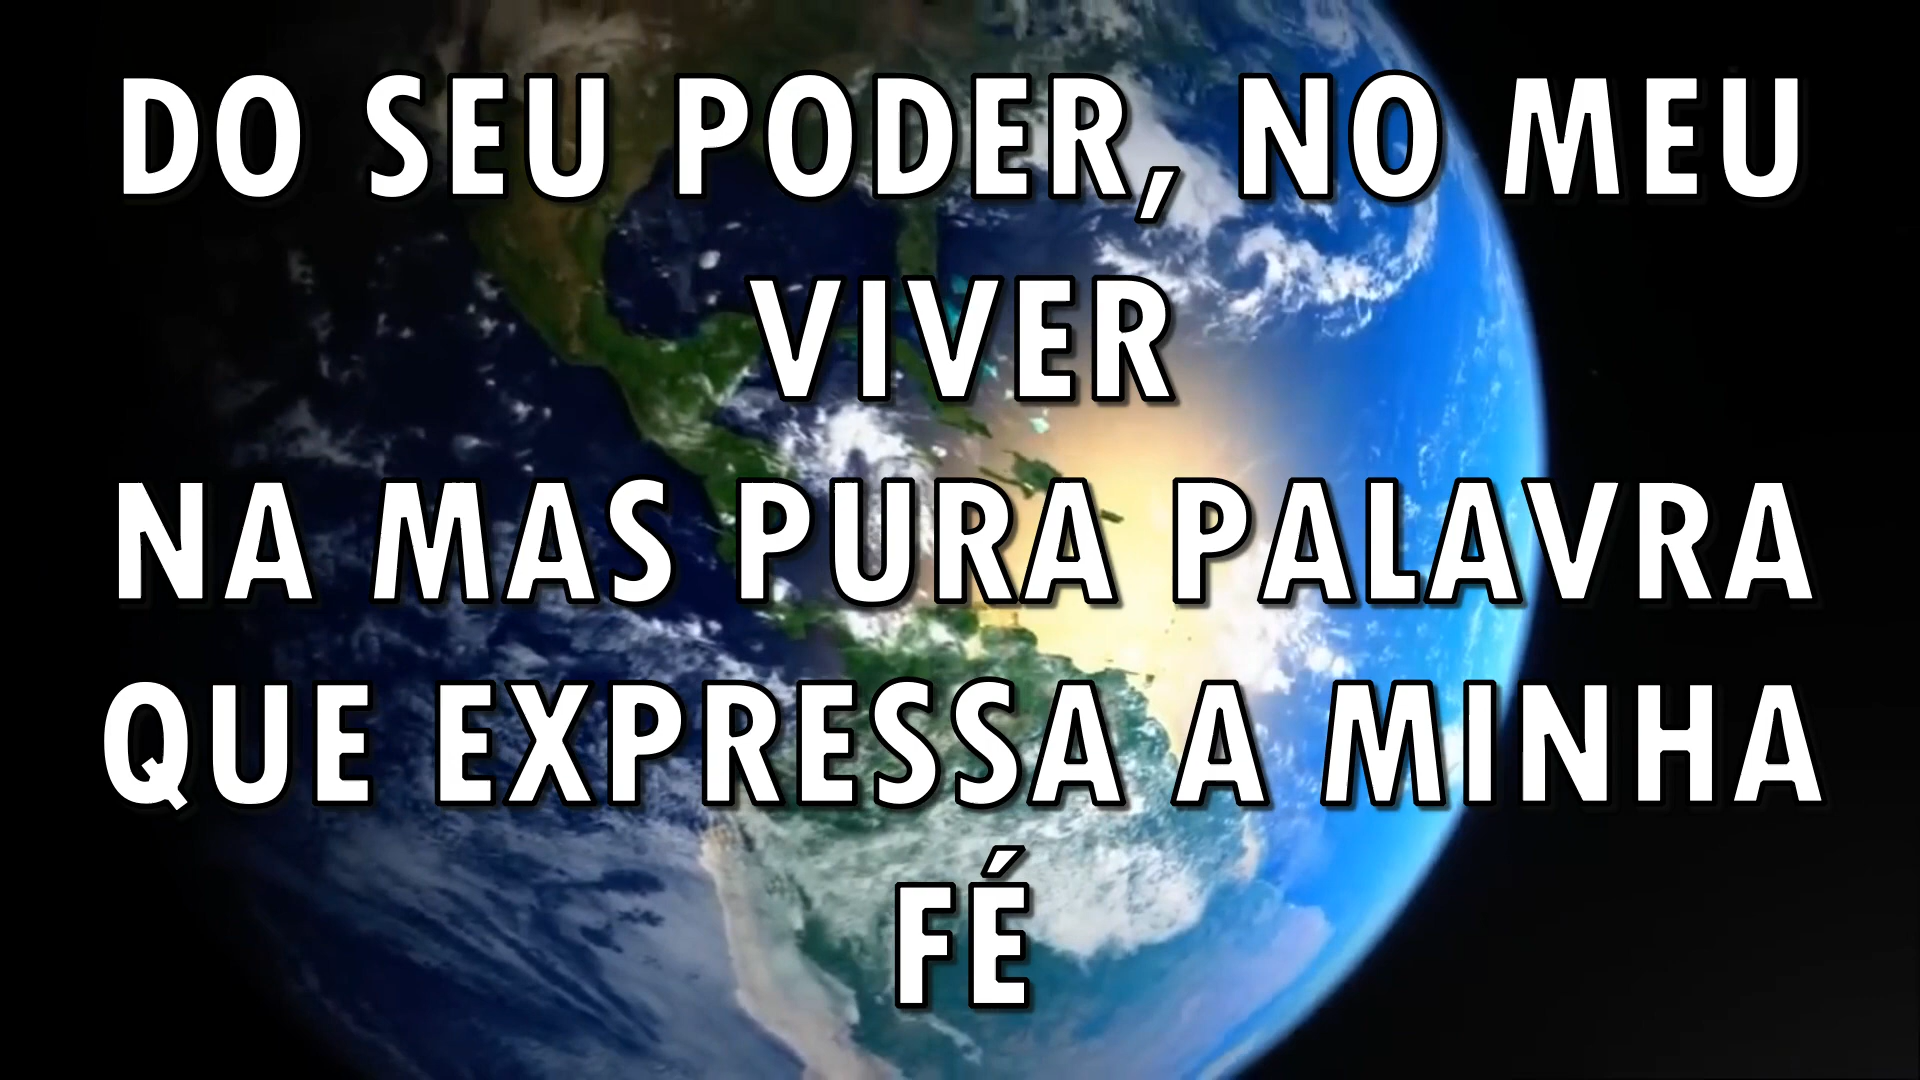 DO SEU PODER, NO MEU
VIVER
NA MAS PURA PALAVRA
QUE EXPRESSA A MINHA
FÉ